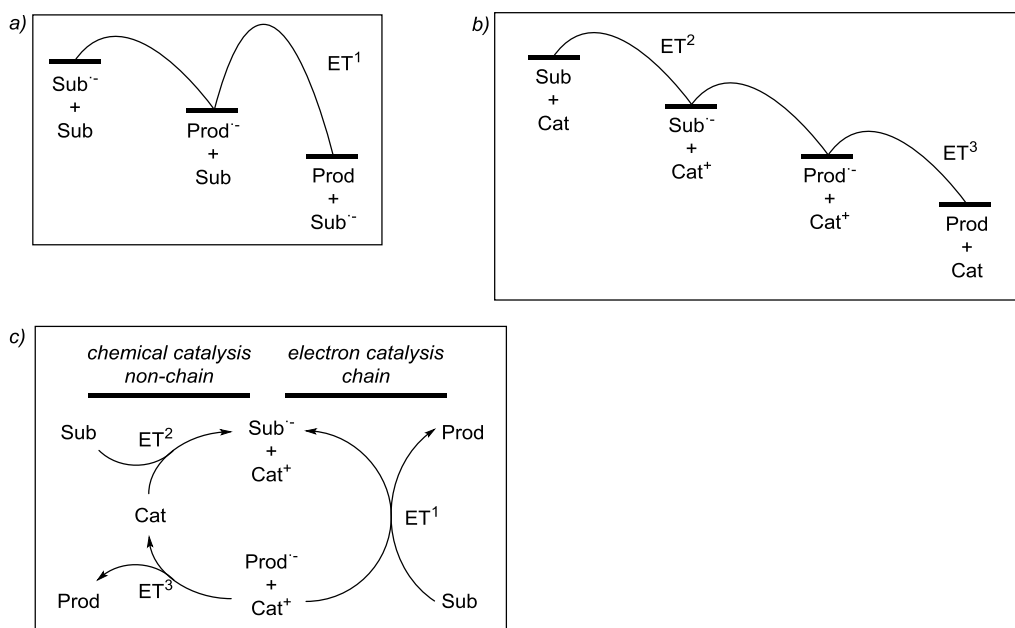 a)
Sub·-
+
Sub
Prod·-
+
Sub
ET1
Prod
+
Sub·-
b)
Sub
+
Cat
ET2
Sub·-
+
Cat+
Prod·-
+
Cat+
ET3
Prod
+
Cat
c)
chemical catalysis
non-chain
electron catalysis
chain
Sub
ET2
Sub·-
+
Cat+
Prod
Cat
ET1
Prod
ET3
Prod·-
+
Cat+
Sub